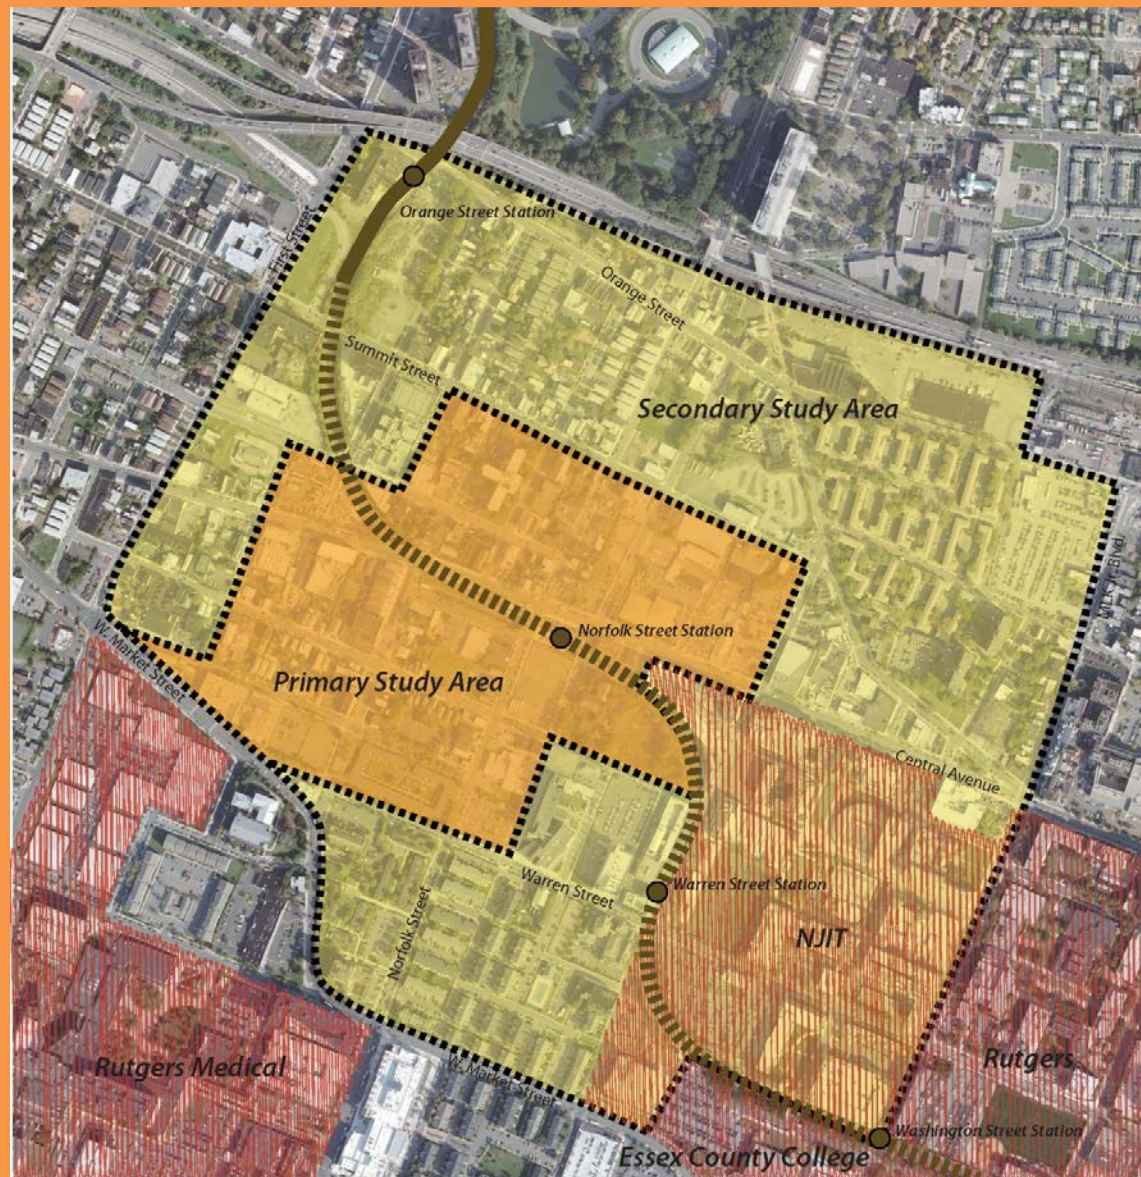 Orange Street Station
First Street
Orange Street
Summit Street
Secondary Study Area
MLK Jr. Blvd.
Norfolk Street Station
W. Market Street
Primary Study Area
Central Avenue
Warren Street
Warren Street Station
Norfolk Street
NJIT
Rutgers Medical
W. Market Street
Rutgers
Washington Street Station
Essex County College